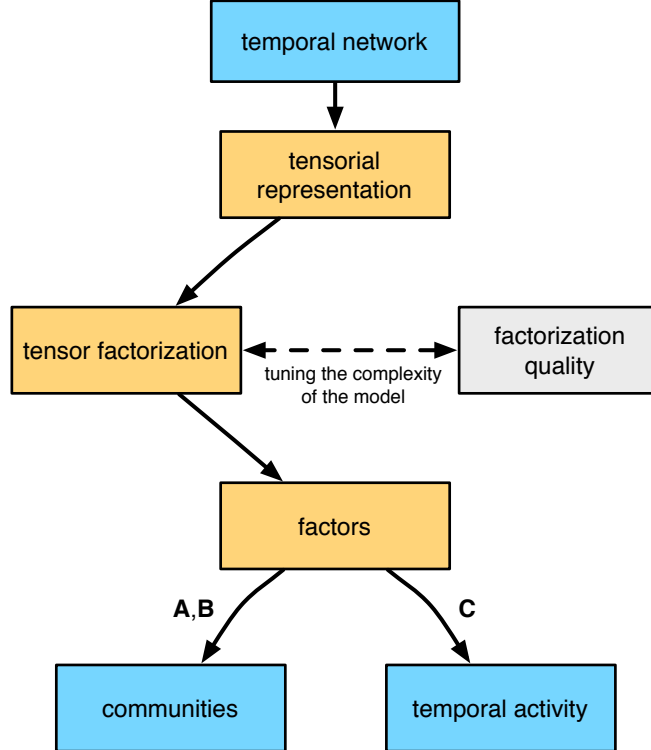 temporal network
tensorial
representation
tensor factorization
tuning the complexity
of the model
factorization
quality
factors
A,B
C
communities
temporal activity